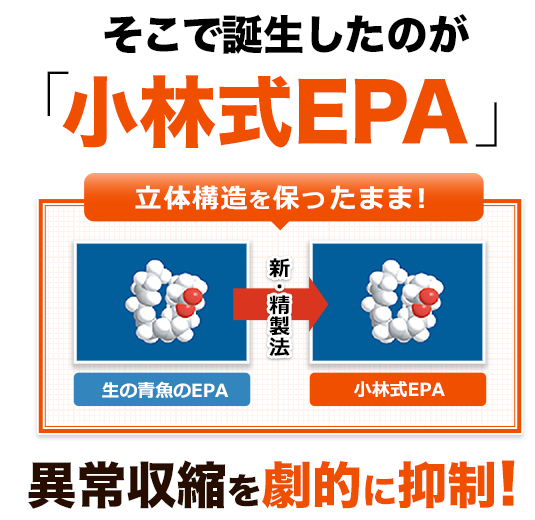 そこで誕生したのが
「小林式EPA」
立体構造を保ったまま!
新・精製法
生の青魚のEPA
小林式EPA
異常収縮を劇的に抑制!